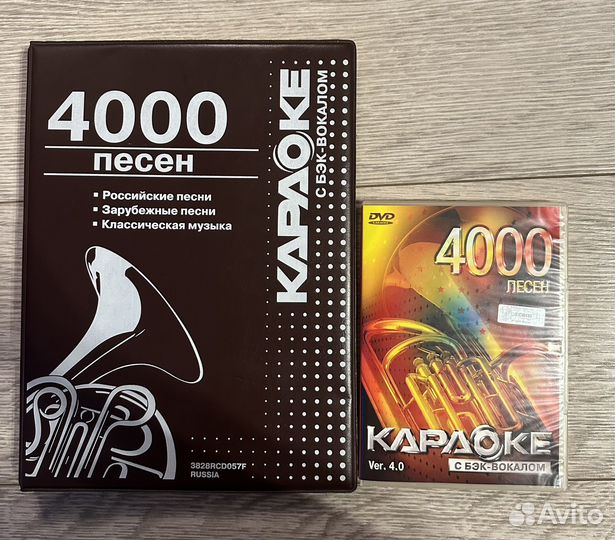 4000
песен
Российские песни
Зарубежные песни
Классическая музыка
КАРАОКЕ
С БЭК-ВОКАЛОМ
3828RCD057F
RUSSIA
DVD
4000
ПЕСЕН
КАРАОКЕ
Ver. 4.0
С БЭК-ВОКАЛОМ
Avito